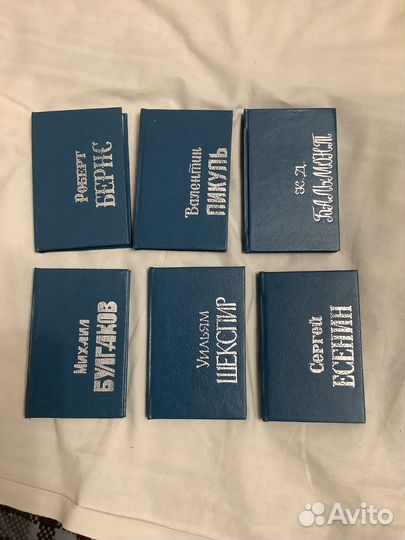 Роберт
БЕРНС
Валентин
ПИКУЛЬ
К.Д.
БАЛЬМОНТ
Михаил
БУЛГАКОВ
Уильям
ШЕКСПИР
Сергей
ЕСЕНИН
Avito